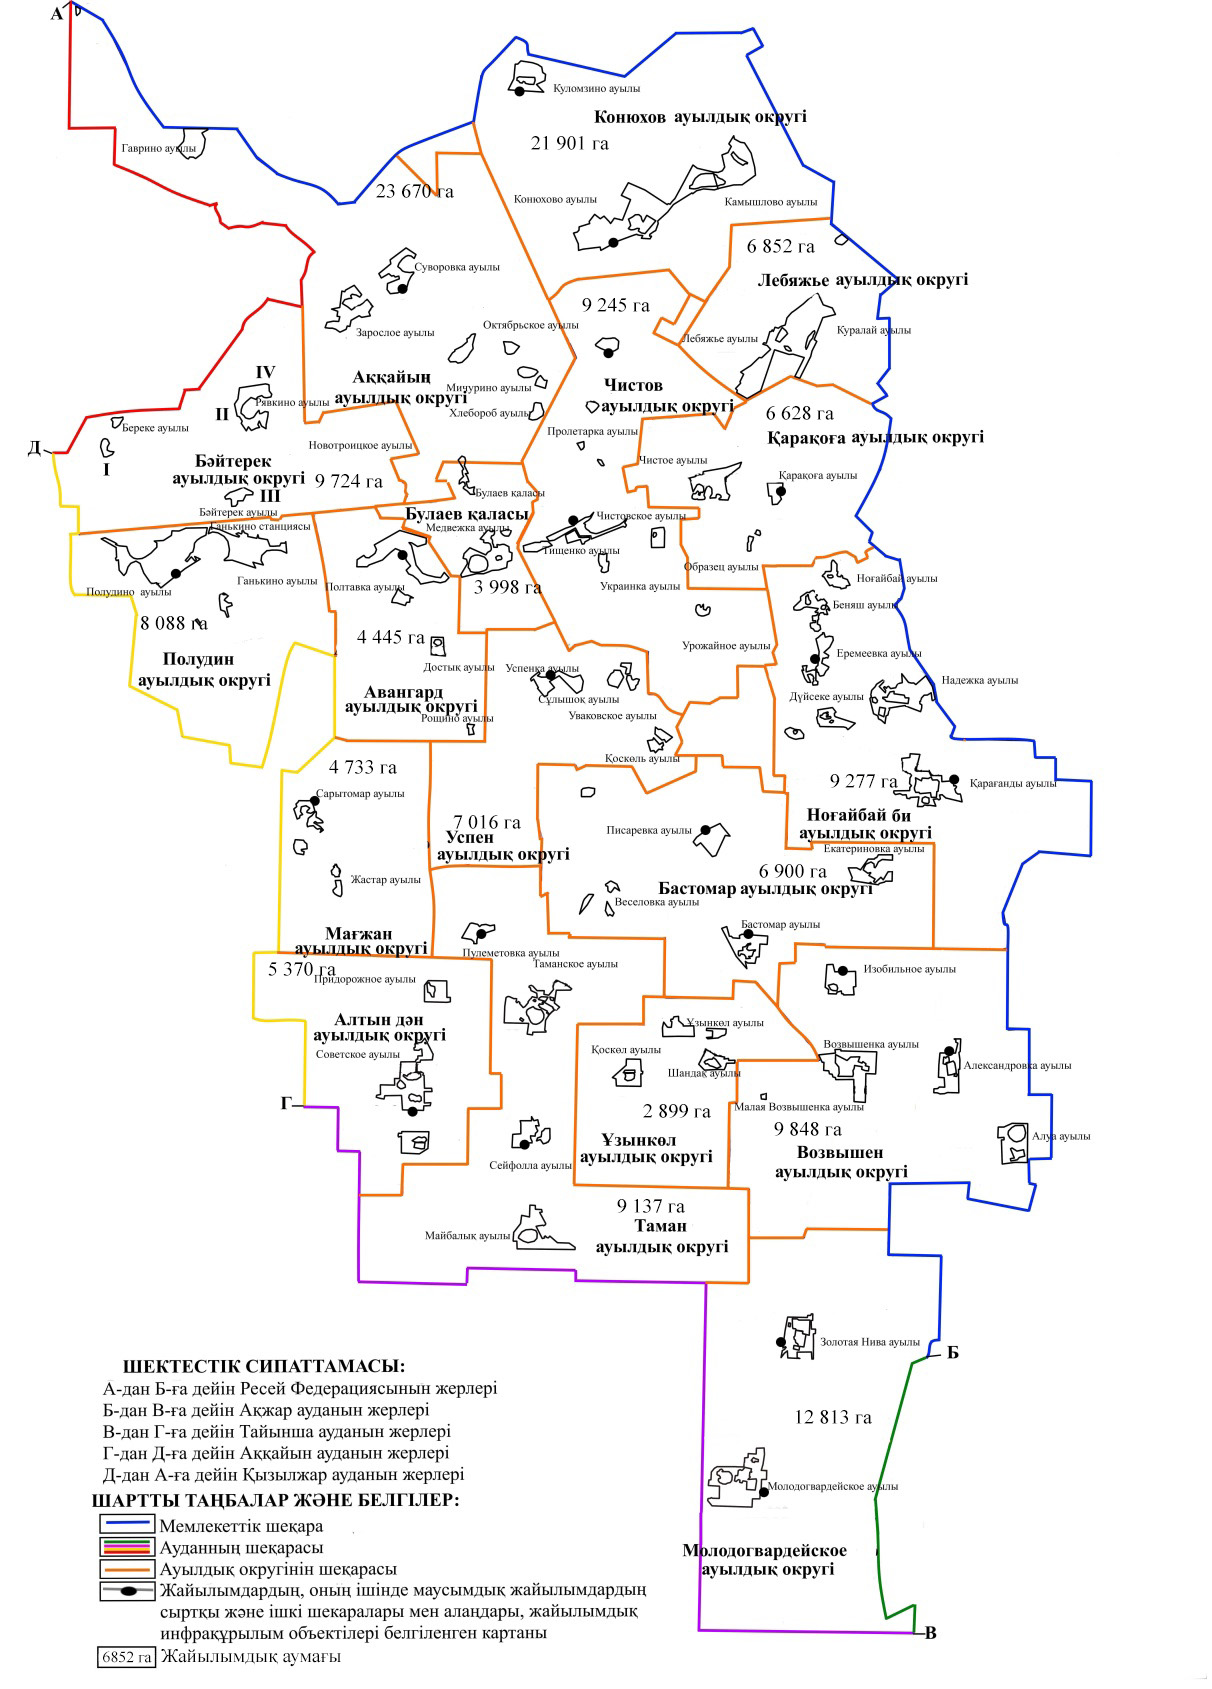 А
Куломзино ауылы
Конюхов ауылдық округі
21 901 га
Гаврино ауылы
23 670 га
Конюхово ауылы
Камышлово ауылы
6 852 га
Лебяжье ауылдық округі
Суворовка ауылы
9 245 га
Зарослое ауылы
Октябрьское ауылы
Лебяжье ауылы
Куралай ауылы
IV
Аққайың
ауылдық округі
Мичурино ауылы
Чистов
ауылдық округі
II
Рявкино ауылы
Хлебороб ауылы
6 628 га
Береке ауылы
Қарақоға ауылдық округі
Д
I
Новотроицкое ауылы
Пролетарка ауылы
Бәйтерек
ауылдық округі
9 724 га
Чистое ауылы
Қарақоға ауылы
III
Булаев қаласы
Бәйтерек ауылы
Булаев қаласы
Чистовское ауылы
Ганькино станциясы
Медвежка ауылы
Тищенко ауылы
Образец ауылы
Полудино ауылы
Ганькино ауылы
Полтавка ауылы
3 998 га
Украинка ауылы
Ноғайбай ауылы
Беняш ауылы
8 088 га
4 445 га
Урожайное ауылы
Еремеевка ауылы
Полудин
ауылдық округі
Достық ауылы
Успенка ауылы
Надежка ауылы
Авангард
ауылдық округі
Сұлышоқ ауылы
Дүйсеке ауылы
Рощино ауылы
Уваковское ауылы
Қоскөль ауылы
4 733 га
9 277 га
Қарағанды ауылы
Сарытомар ауылы
7 016 га
Успен
ауылдық округі
Писаревка ауылы
Ноғайбай би
ауылдық округі
Екатериновка ауылы
Жастар ауылы
6 900 га
Бастомар ауылдық округі
Веселовка ауылы
Мағжан
ауылдық округі
Бастомар ауылы
Пулеметовка ауылы
5 370 га
Таманское ауылы
Изобильное ауылы
Придорожное ауылы
Алтын дән
ауылдық округі
Ұзынкөл ауылы
Советское ауылы
Қоскөл ауылы
Возвышенка ауылы
Шандақ ауылы
Александровка ауылы
Г
Малая Возвышенка ауылы
2 899 га
9 848 га
Алуа ауылы
Ұзынкөл
ауылдық округі
Возвышен
ауылдық округі
Сейфолла ауылы
9 137 га
Таман
ауылдық округі
Майбалық ауылы
Золотая Нива ауылы
Б
12 813 га
Молодогвардейское ауылы
Молодогвардейское
ауылдық округі
В
ШЕКТЕСТІК СИПАТТАМАСЫ:
А-дан Б-ға дейін Ресей Федерациясынын жерлері
Б-дан В-ға дейін Ақжар ауданын жерлері
В-дан Г-ға дейін Тайынша ауданын жерлері
Г-дан Д-ға дейін Аққайын ауданын жерлері
Д-дан А-ға дейін Қызылжар ауданын жерлері
ШАРТТЫ ТАҢБАЛАР ЖӘНЕ БЕЛГІЛЕР:
Мемлекеттік шеқара
Ауданның шеқарасы
Ауылдық округінін шеқарасы
Жайылымдардың, оның ішінде маусымдық жайылымдардың
сыртқы және ішкі шекаралары мен алаңдары, жайылымдық
инфрақұрылым объектілері белгіленген картаны
6852 га Жайылымдық аумағы